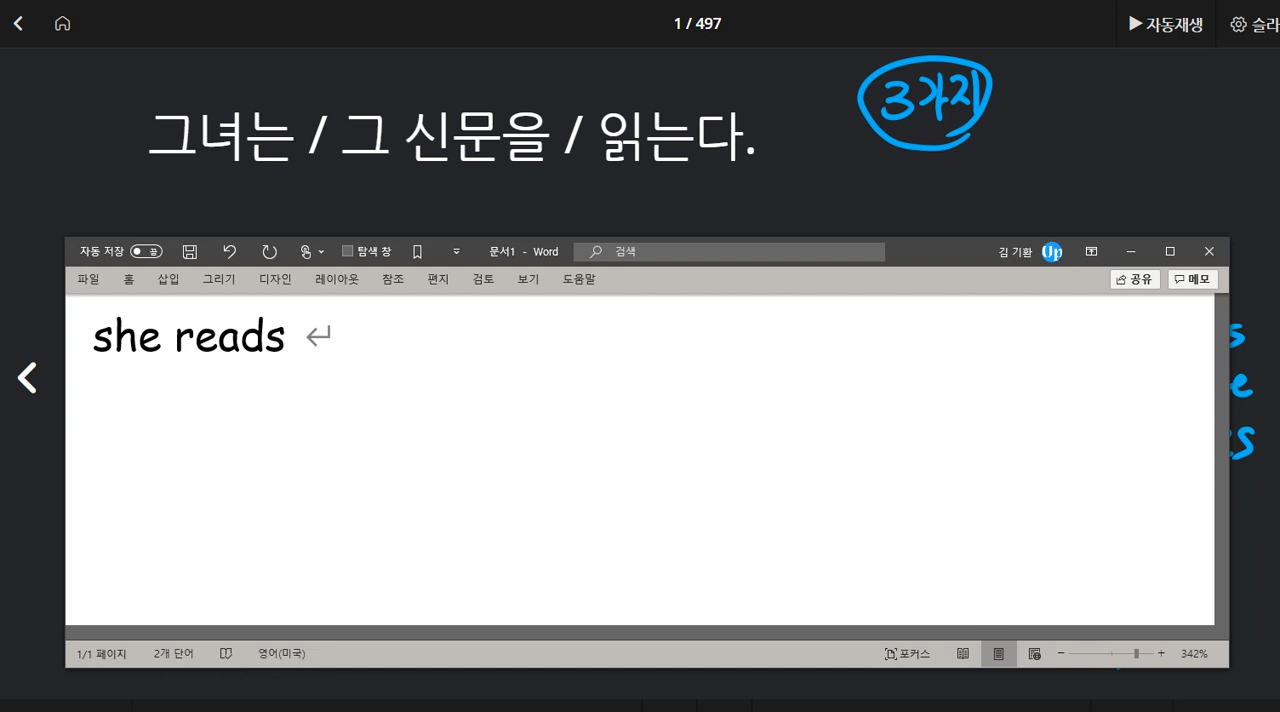 1 / 497
▶ 자동재생
슬라
3가지
그녀는 / 그 신문을 / 읽는다.
자동 저장 끔 탐색 창 문서1 - Word 검색 김 기환 Up
파일 홈 삽입 그리기 디자인 레이아웃 참조 편지 검토 보기 도움말 공유 메모
she reads ↵
s
e
s
1/1 페이지 2개 단어 영어(미국) 포커스 - + 342%